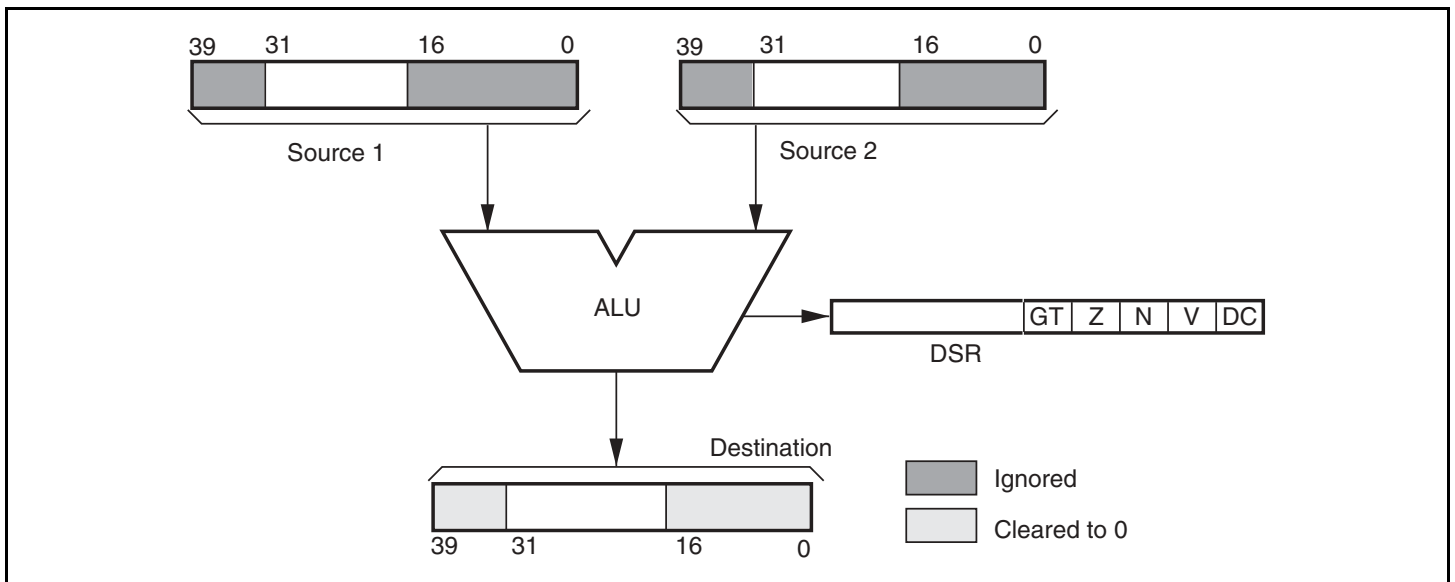 39 31 16 0 39 31 16 0
Source 1 Source 2
ALU
GT Z N V DC
DSR
Destination
Ignored
Cleared to 0
39 31 16 0